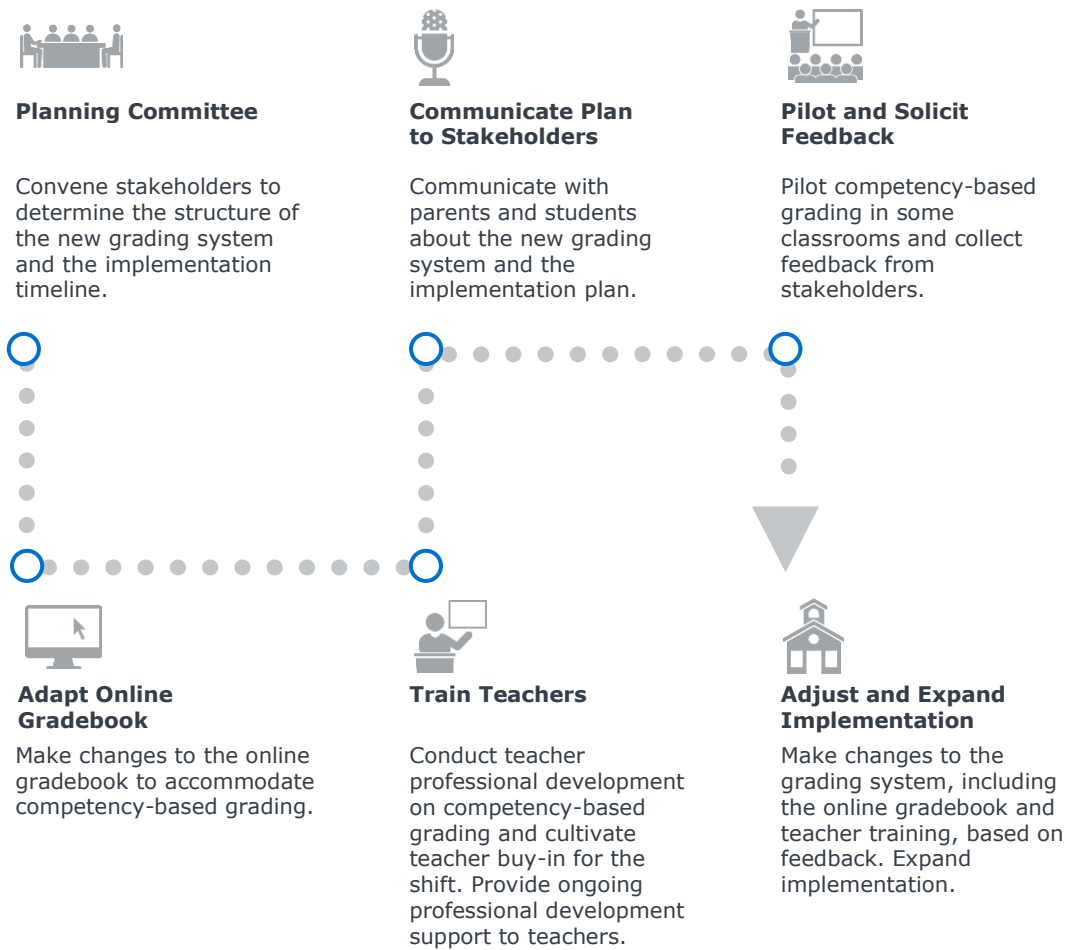 Planning Committee
Convene stakeholders to
determine the structure of
the new grading system
and the implementation
timeline.
Communicate Plan
to Stakeholders
Communicate with
parents and students
about the new grading
system and the
implementation plan.
Pilot and Solicit
Feedback
Pilot competency-based
grading in some
classrooms and collect
feedback from
stakeholders.
Adapt Online
Gradebook
Make changes to the online
gradebook to accommodate
competency-based grading.
Train Teachers
Conduct teacher
professional development
on competency-based
grading and cultivate
teacher buy-in for the
shift. Provide ongoing
professional development
support to teachers.
Adjust and Expand
Implementation
Make changes to the
grading system, including
the online gradebook and
teacher training, based on
feedback. Expand
implementation.